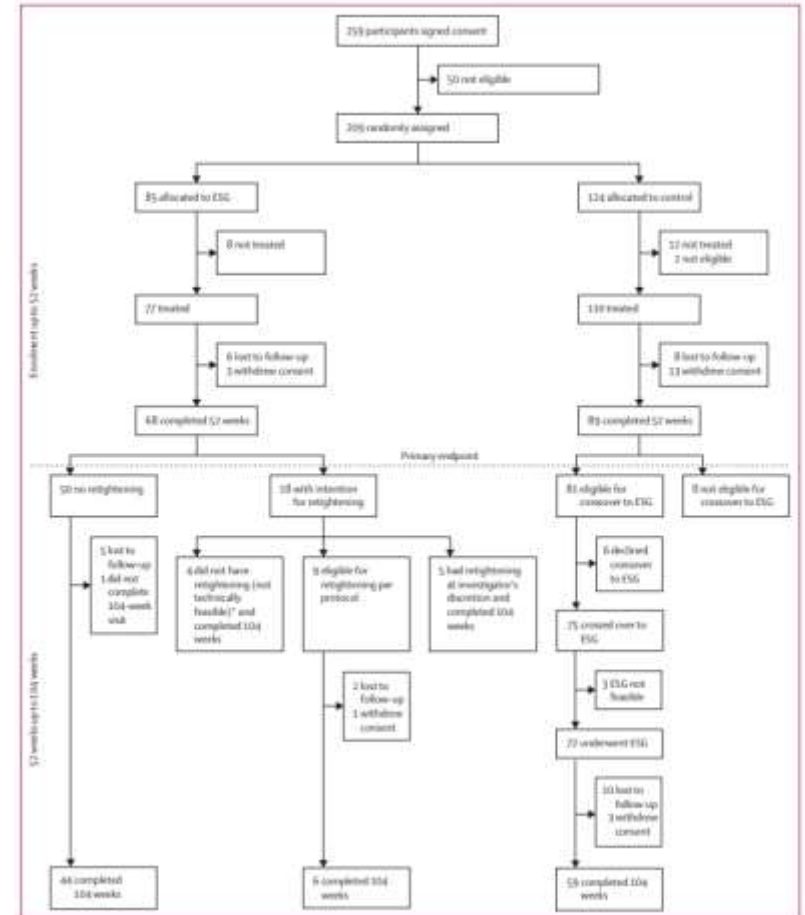 259 participants signed consent
50 not eligible
209 randomly assigned
85 allocated to ESG
124 allocated to control
8 not treated
12 not treated
2 not eligible
77 treated
110 treated
6 lost to follow-up
3 withdrew consent
8 lost to follow-up
13 withdrew consent
68 completed 52 weeks
89 completed 52 weeks
Enrolment up to 52 weeks
Primary endpoint
50 no retightening
18 with intention
for retightening
81 eligible for
crossover to ESG
8 not eligible for
crossover to ESG
5 lost to
follow-up
1 did not
complete
104-week
visit
4 did not have
retightening (not
technically
feasible)* and
completed 104
weeks
9 eligible for
retightening per
protocol
5 had retightening
at investigator's
discretion and
completed 104
weeks
6 declined
crossover
to ESG
75 crossed over to
ESG
2 lost to
follow-up
1 withdrew
consent
3 ESG not
feasible
72 underwent ESG
10 lost to
follow up
3 withdrew
consent
52 weeks up to 104 weeks
44 completed
104 weeks
6 completed 104
weeks
59 completed 104
weeks